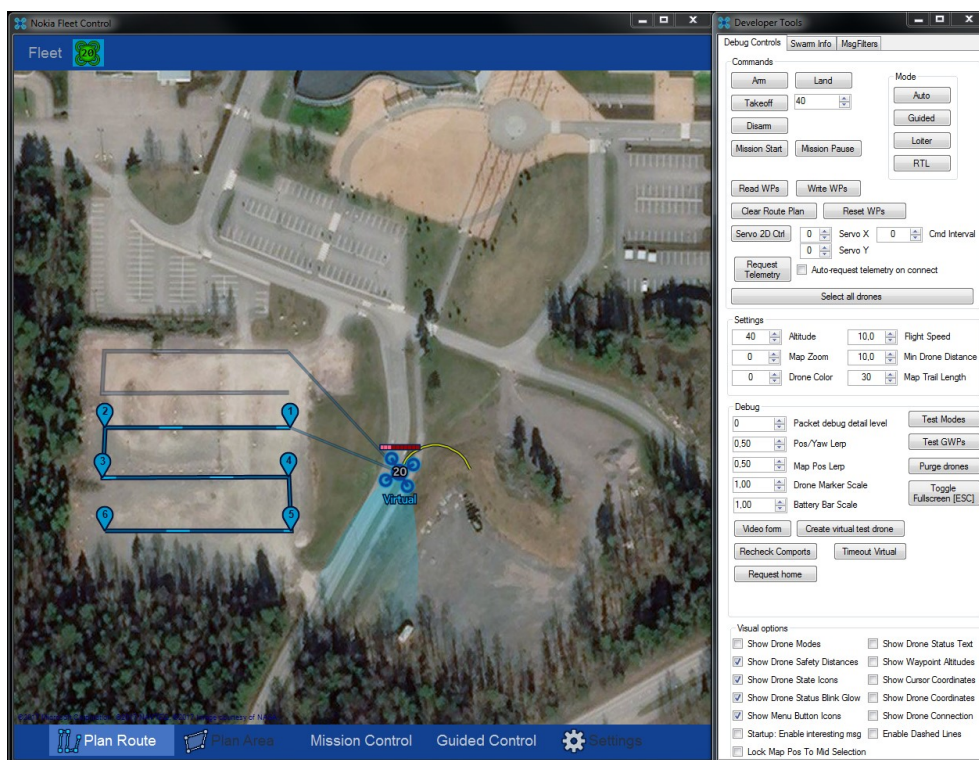 Nokia Fleet Control
Fleet
20
2
1
3
4
6
5
20
Virtual
Plan Route
Plan Area
Mission Control
Guided Control
Settings
Developer Tools
Debug Controls
Swarm Info
MsgFilters
Commands
Arm
Land
Takeoff
40
Disarm
Mission Start
Mission Pause
Mode
Auto
Guided
Loiter
RTL
Read WPs
Write WPs
Clear Route Plan
Reset WPs
Servo 2D Ctrl
0 Servo X
0 Cmd Interval
0 Servo Y
Request
Telemetry
Auto-request telemetry on connect
Select all drones
Settings
40 Altitude
10,0 Flight Speed
0 Map Zoom
10,0 Min Drone Distance
0 Drone Color
30 Map Trail Length
Debug
0 Packet debug detail level
0,50 Pos/Yaw Lerp
0,50 Map Pos Lerp
1,00 Drone Marker Scale
1,00 Battery Bar Scale
Test Modes
Test GWPs
Purge drones
Toggle
Fullscreen [ESC]
Video form
Create virtual test drone
Recheck Comports
Timeout Virtual
Request home
Visual options
Show Drone Modes
Show Drone Status Text
Show Drone Safety Distances
Show Waypoint Altitudes
Show Drone State Icons
Show Cursor Coordinates
Show Drone Status Blink Glow
Show Drone Coordinates
Show Menu Button Icons
Show Drone Connection
Startup: Enable interesting msg
Enable Dashed Lines
Lock Map Pos To Mid Selection